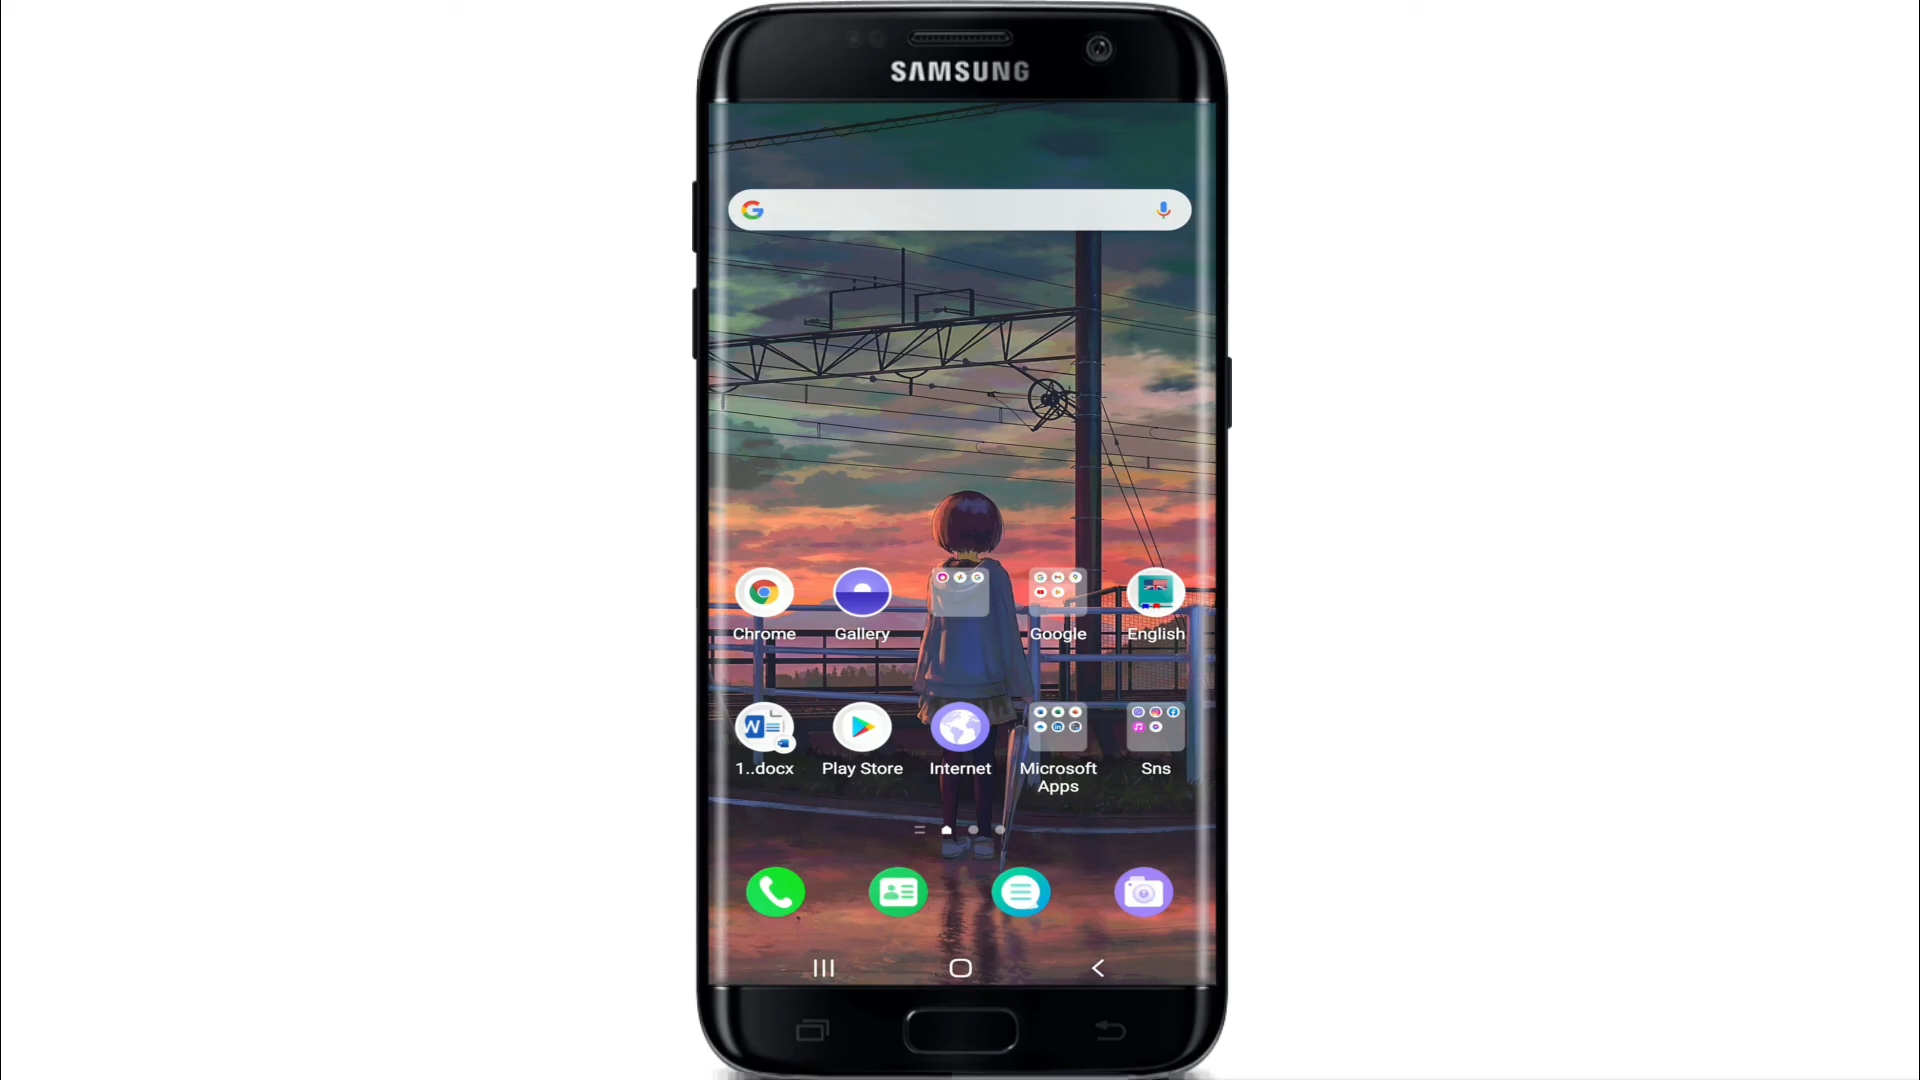 SAMSUNG
Chrome
Gallery
Google
English
1..docx
Play Store
Internet
Microsoft
Apps
Sns